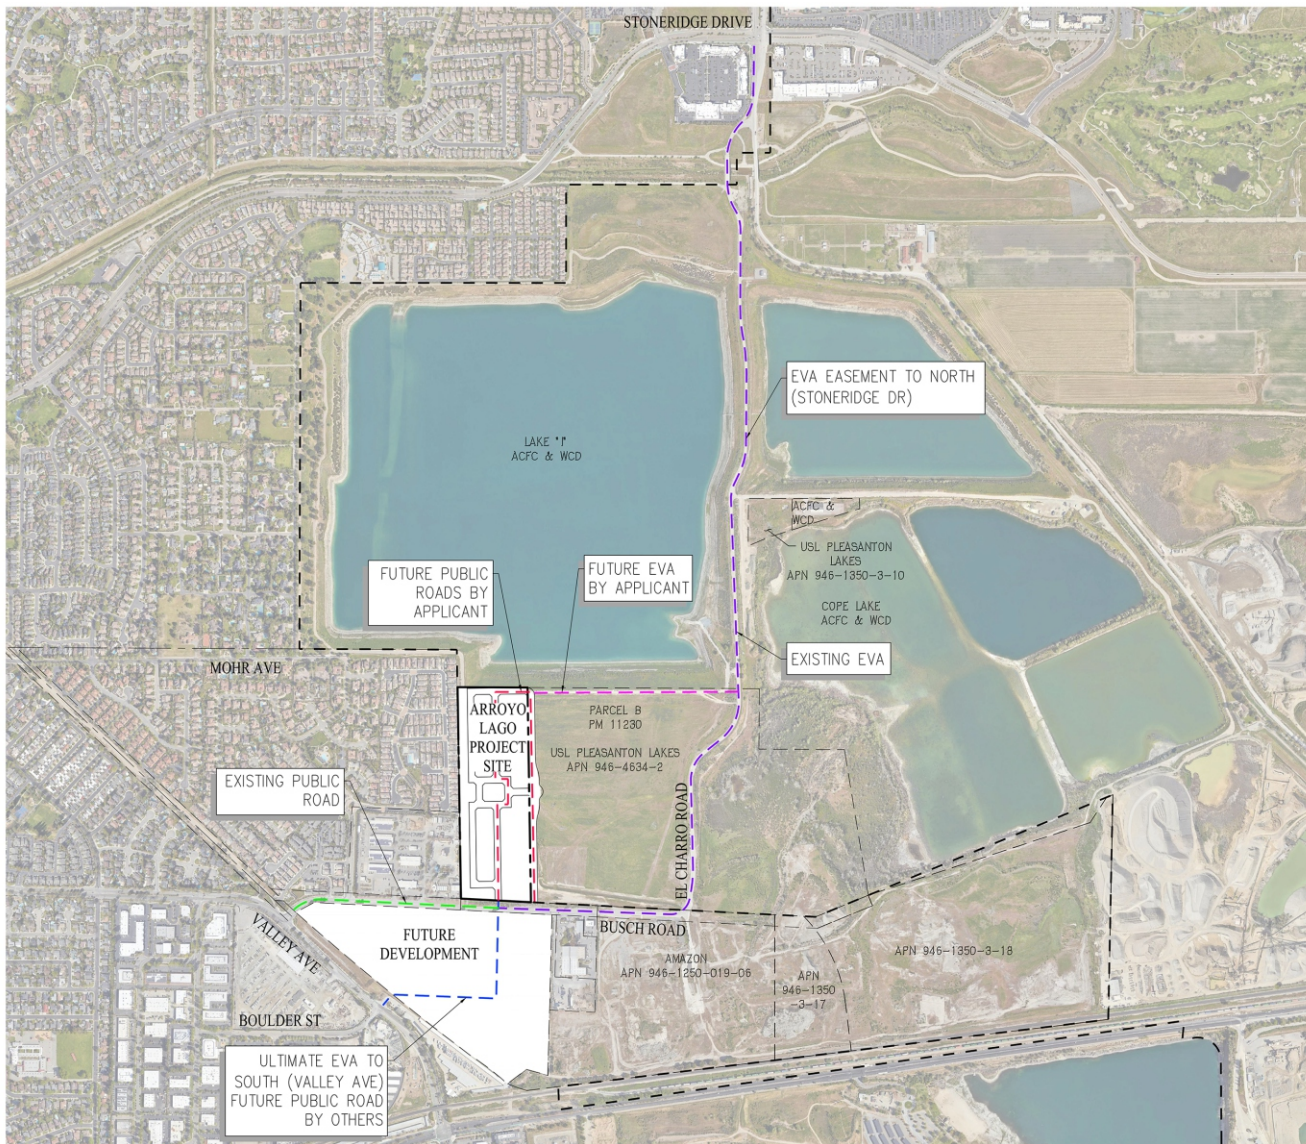 STONERIDGE DRIVE
EVA EASEMENT TO NORTH
(STONERIDGE DR)
LAKE "I"
ACFC & WCD
ACFC &
WCD
USL PLEASANTON
LAKES
APN 946-1350-3-10
FUTURE PUBLIC
ROADS BY
APPLICANT
FUTURE EVA
BY APPLICANT
COPE LAKE
ACFC & WCD
EXISTING EVA
MOHR AVE
ARROYO
LAGO
PROJECT
SITE
PARCEL B
PM 11230
USL PLEASANTON LAKES
APN 946-4634-2
EXISTING PUBLIC
ROAD
EL CHARRO ROAD
VALLEY AVE
FUTURE
DEVELOPMENT
BUSCH ROAD
AMAZON
APN 946-1250-019-06
APN
946-1350
-3-17
APN 946-1350-3-18
BOULDER ST
ULTIMATE EVA TO
SOUTH (VALLEY AVE)
FUTURE PUBLIC ROAD
BY OTHERS